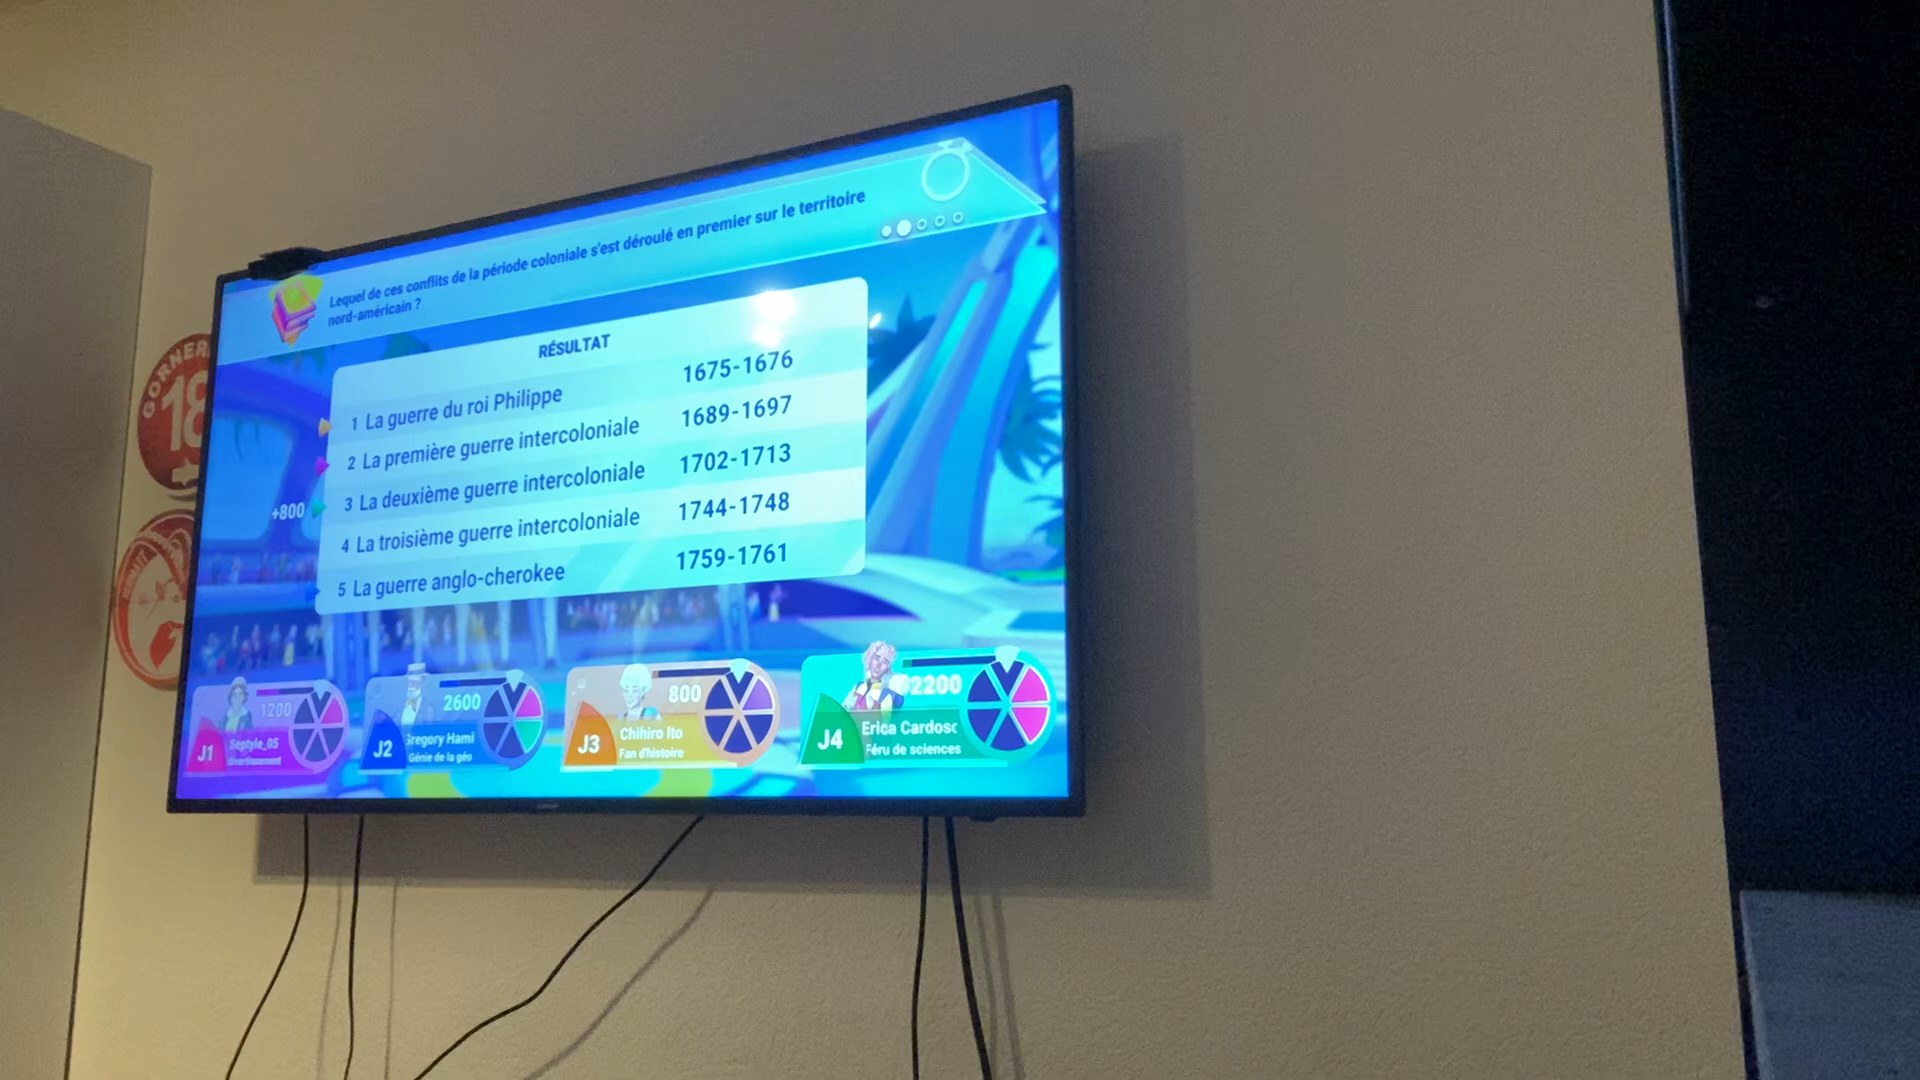 Lequel de ces conflits de la période coloniale s'est déroulé en premier sur le territoire
nord-américain ?
RÉSULTAT
1 La guerre du roi Philippe 1675-1676
2 La première guerre intercoloniale 1689-1697
3 La deuxième guerre intercoloniale 1702-1713
+800
4 La troisième guerre intercoloniale 1744-1748
5 La guerre anglo-cherokee 1759-1761
GORNER
18
1200
J1
Septyle_05
divertissement
2600
J2
Gregory Hami
Génie de la géo
800
J3
Chihiro Ito
Fan d'histoire
2200
J4
Erica Cardoso
Féru de sciences